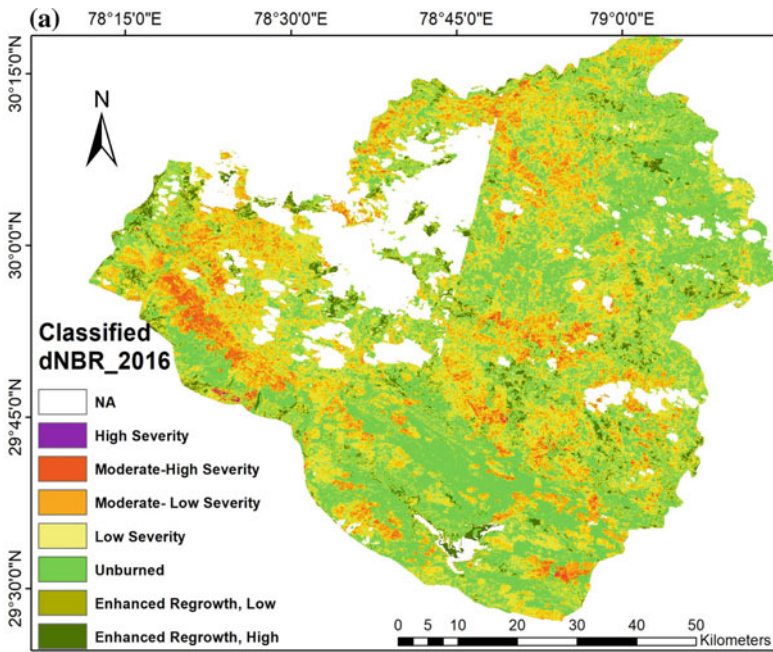 (a)
78°15'0"E 78°30'0"E 78°45'0"E 79°0'0"E
30°15'0"N
30°0'0"N
29°45'0"N
29°30'0"N
N
Classified
dNBR_2016
NA
High Severity
Moderate-High Severity
Moderate- Low Severity
Low Severity
Unburned
Enhanced Regrowth, Low
Enhanced Regrowth, High
0 5 10 20 30 40 50
Kilometers